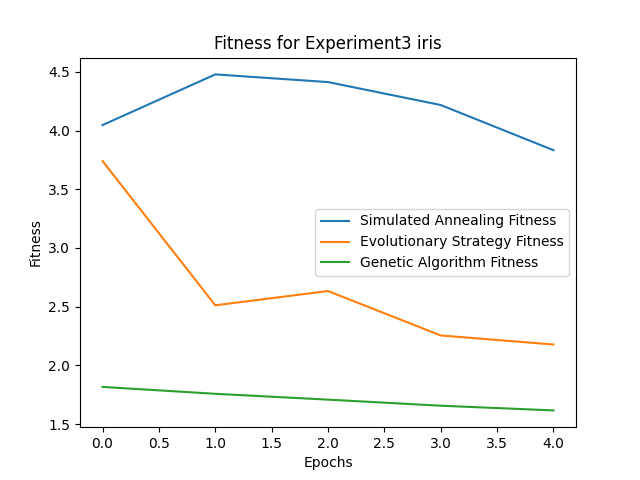 Fitness for Experiment3 iris
Fitness
4.5
4.0
3.5
3.0
2.5
2.0
1.5
Simulated Annealing Fitness
Evolutionary Strategy Fitness
Genetic Algorithm Fitness
0.0 0.5 1.0 1.5 2.0 2.5 3.0 3.5 4.0
Epochs